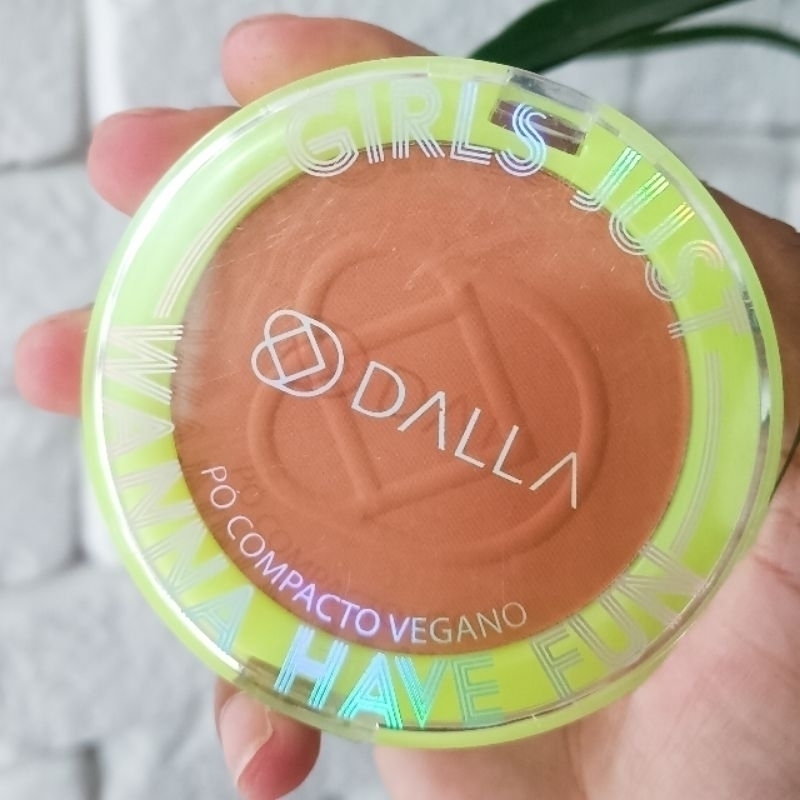 GIRLS JUST
WANNA HAVE FUN
DALLA
PÓ COMPACTO VEGANO